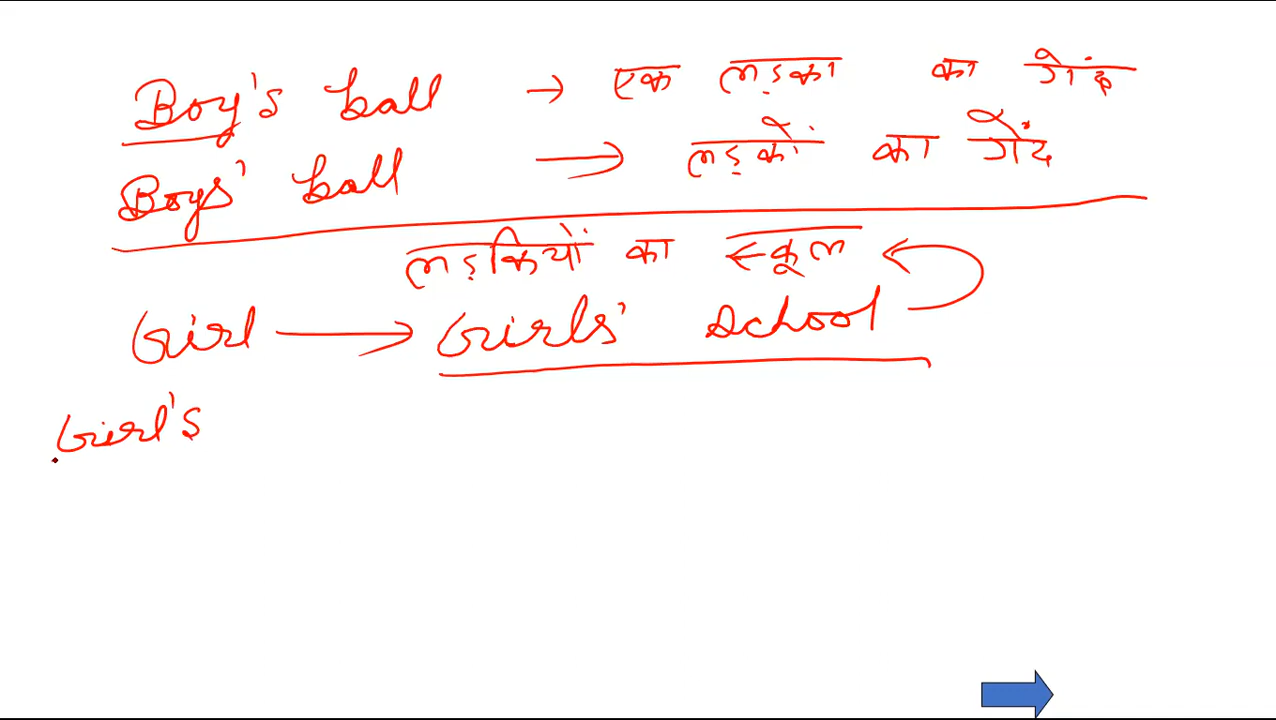 Boy's ball → एक लड़का का गेंद
Boys' ball → लड़कों का गेंद
लड़कियों का स्कूल
Girl → Girls' school
Girl's